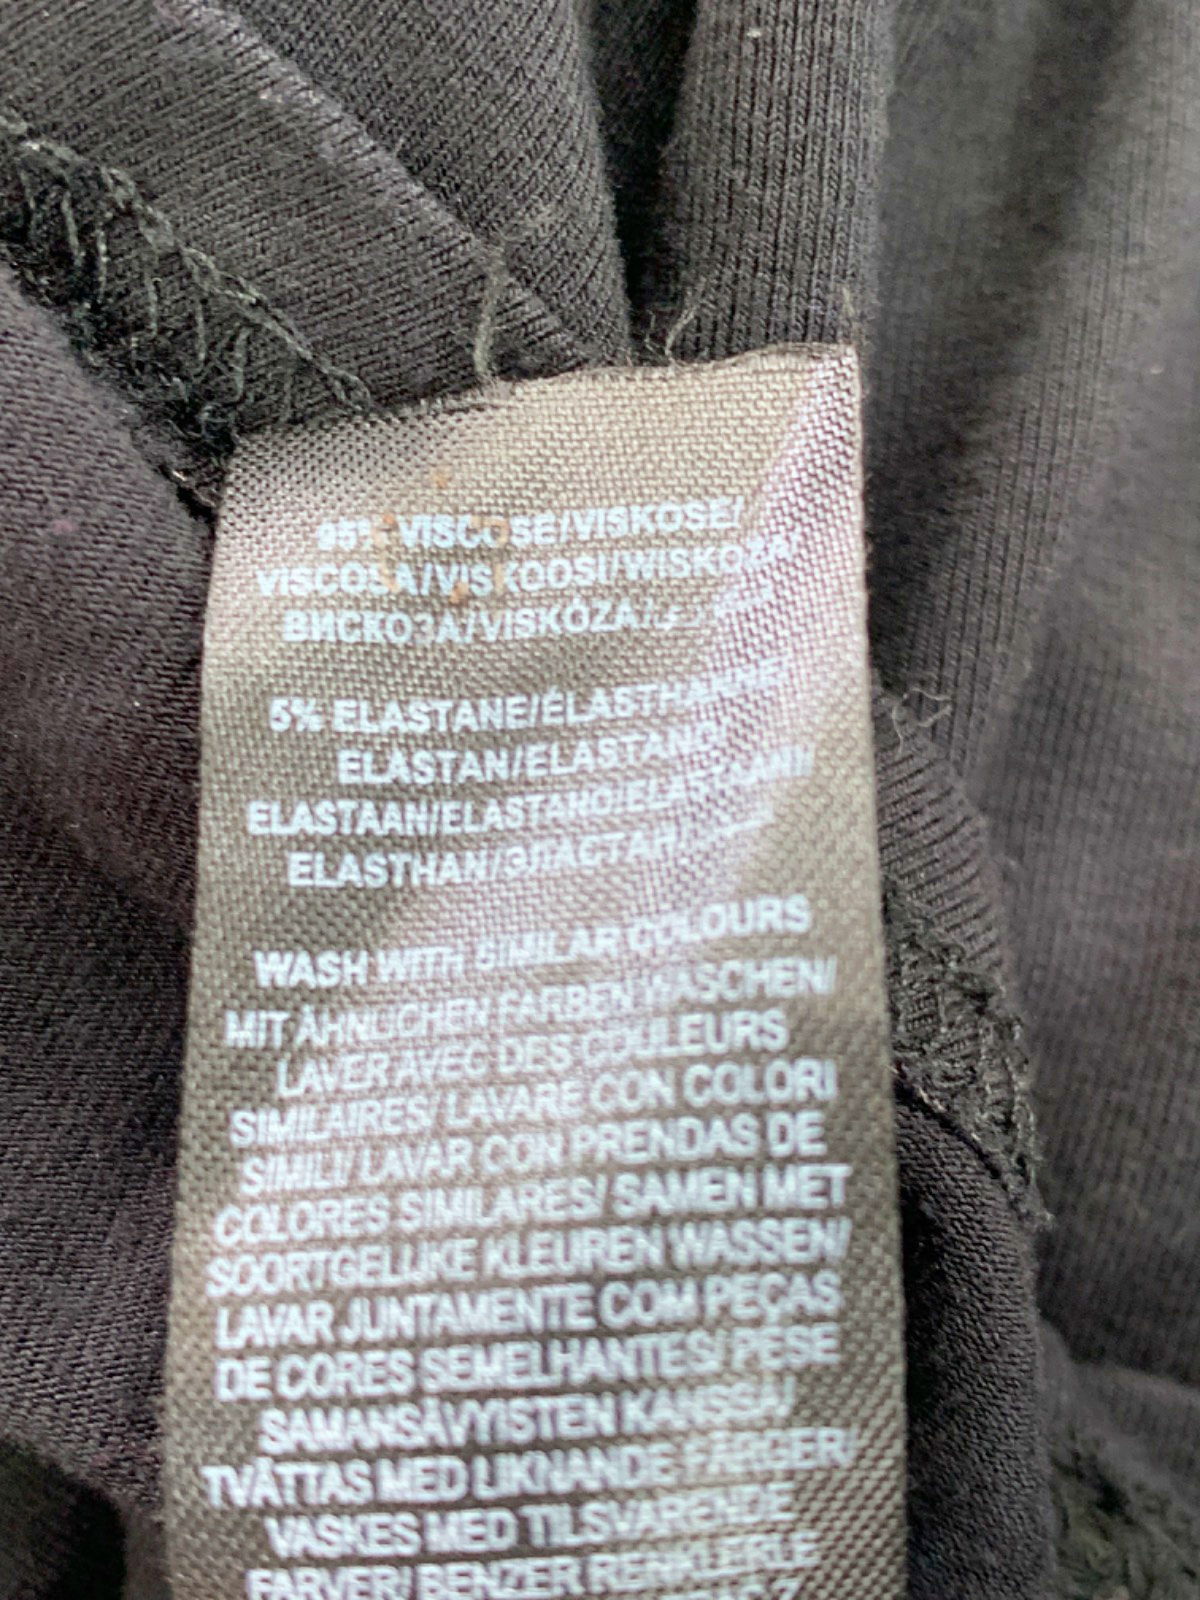 95% VISCOSE/VISKOSE/
VISCOSA/VISKOOSI/WISKOZA/
ВИСКОЗА/VISKÓZA/
5% ELASTANE/ÉLASTHANNE/
ELASTAN/ELASTANO/
ELASTAAN/ELASTANO/ELASTAANI/
ELASTHAN/ЭЛАСТАН/
WASH WITH SIMILAR COLOURS
MIT ÄHNLICHEN FARBEN WASCHEN/
LAVER AVEC DES COULEURS
SIMILAIRES/ LAVARE CON COLORI
SIMILI/ LAVAR CON PRENDAS DE
COLORES SIMILARES/ SAMEN MET
SOORTGELIJKE KLEUREN WASSEN/
LAVAR JUNTAMENTE COM PEÇAS
DE CORES SEMELHANTES/ PESE
SAMANSÄVYISTEN KANSSA/
TVÄTTAS MED LIKNANDE FÄRGER/
VASKES MED TILSVARENDE
FARVER/ BENZER RENKLERLE